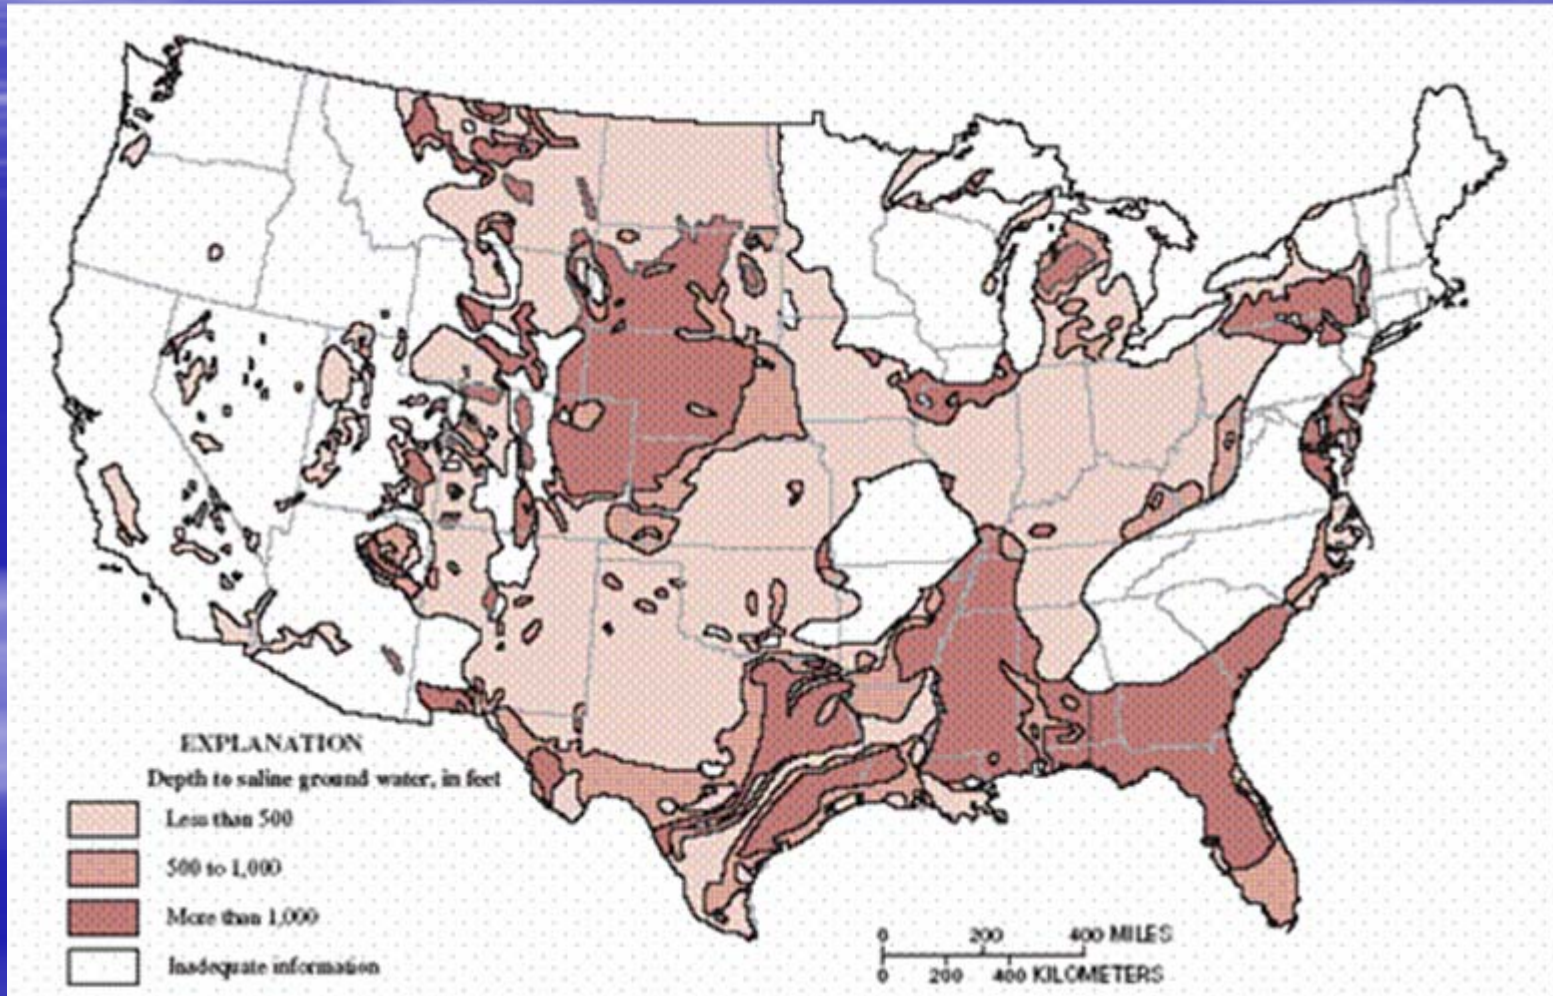 EXPLANATION
Depth to saline ground water, in feet
Less than 500
500 to 1,000
More than 1,000
Inadequate information
0 200 400 MILES
0 200 400 KILOMETERS